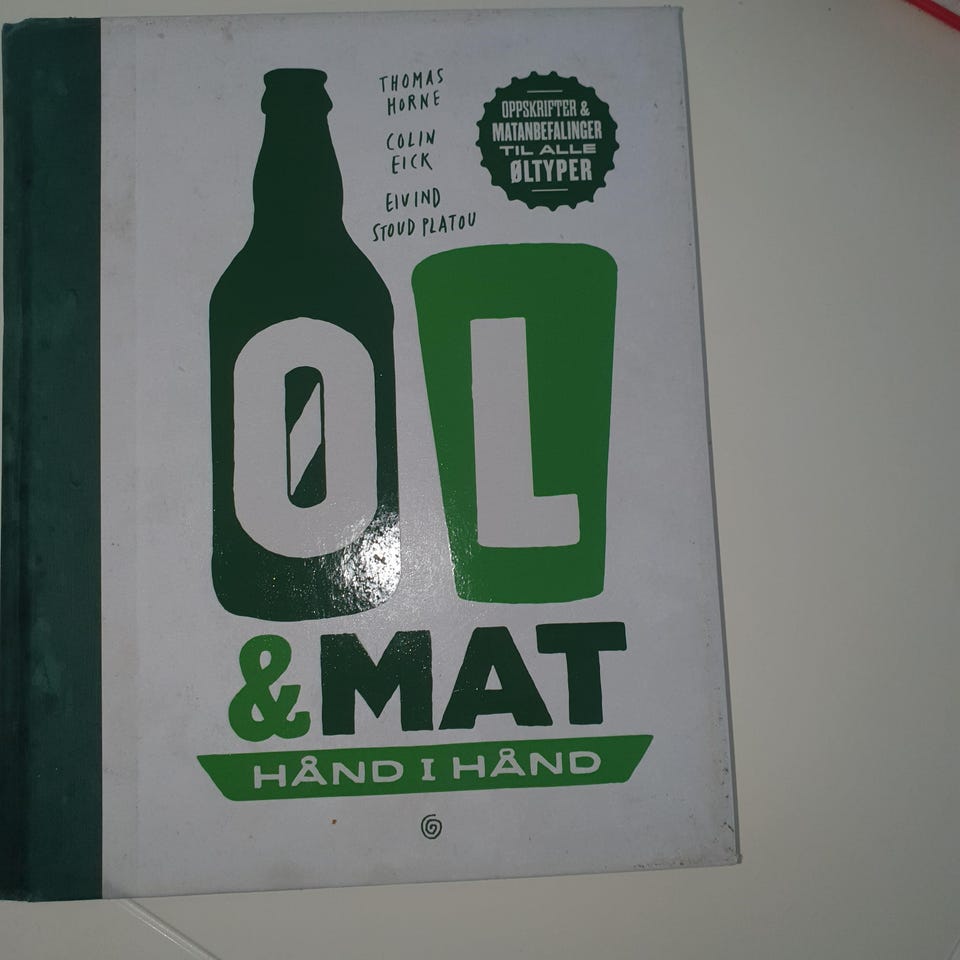 THOMAS
HORNE
COLIN
EICK
EIVIND
STOUD PLATOU
OPPSKRIFTER &
MATANBEFALINGER
TIL ALLE
ØLTYPER
ØL
& MAT
HÅND I HÅND